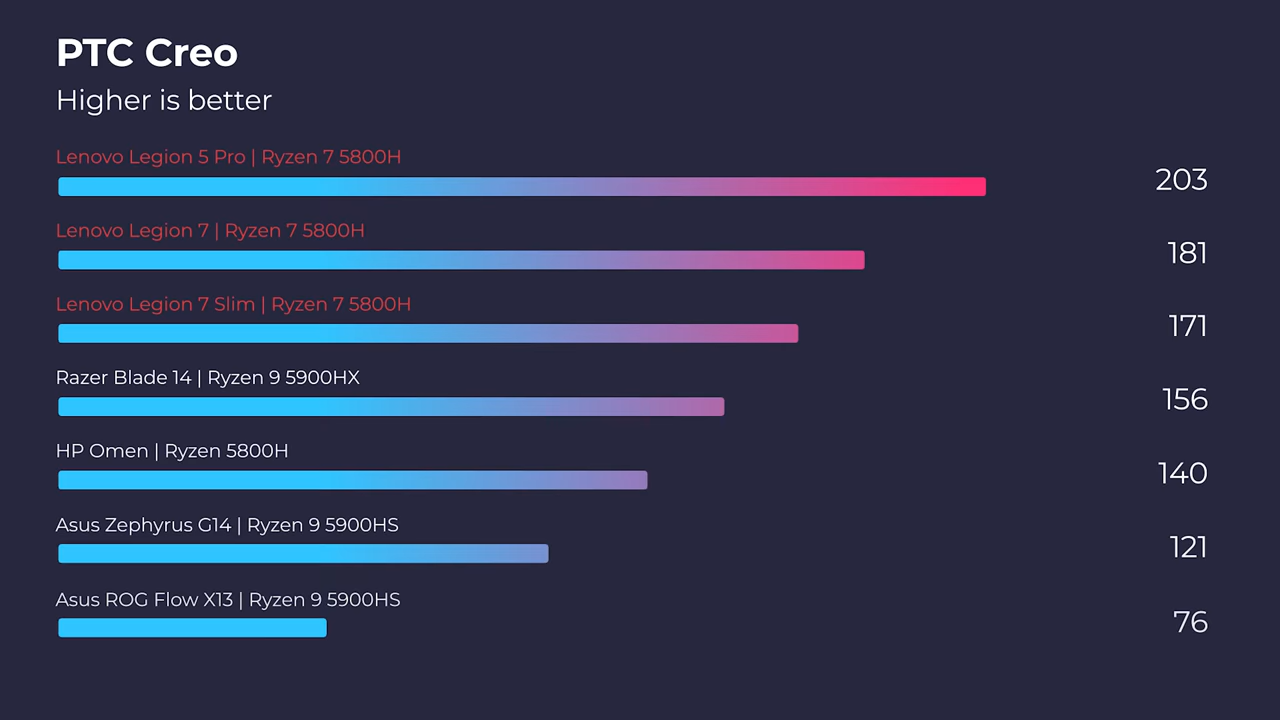 PTC Creo
Higher is better
Lenovo Legion 5 Pro | Ryzen 7 5800H
203
Lenovo Legion 7 | Ryzen 7 5800H
181
Lenovo Legion 7 Slim | Ryzen 7 5800H
171
Razer Blade 14 | Ryzen 9 5900HX
156
HP Omen | Ryzen 5800H
140
Asus Zephyrus G14 | Ryzen 9 5900HS
121
Asus ROG Flow X13 | Ryzen 9 5900HS
76